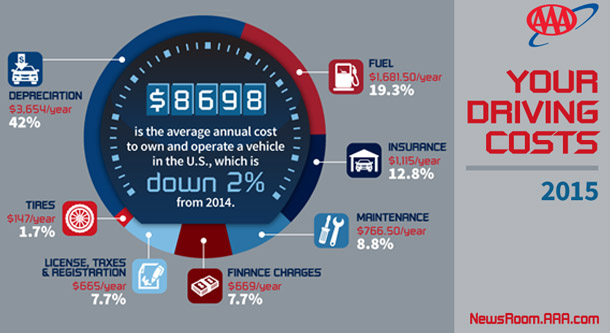 AAA
YOUR
DRIVING
COSTS
2015
NewsRoom.AAA.com
$8698
is the average annual cost
to own and operate a vehicle
in the U.S., which is
down 2%
from 2014.
FUEL
$1,681.50/year
19.3%
INSURANCE
$1,115/year
12.8%
MAINTENANCE
$766.50/year
8.8%
FINANCE CHARGES
$669/year
7.7%
LICENSE, TAXES
& REGISTRATION
$665/year
7.7%
TIRES
$147/year
1.7%
DEPRECIATION
$3,654/year
42%